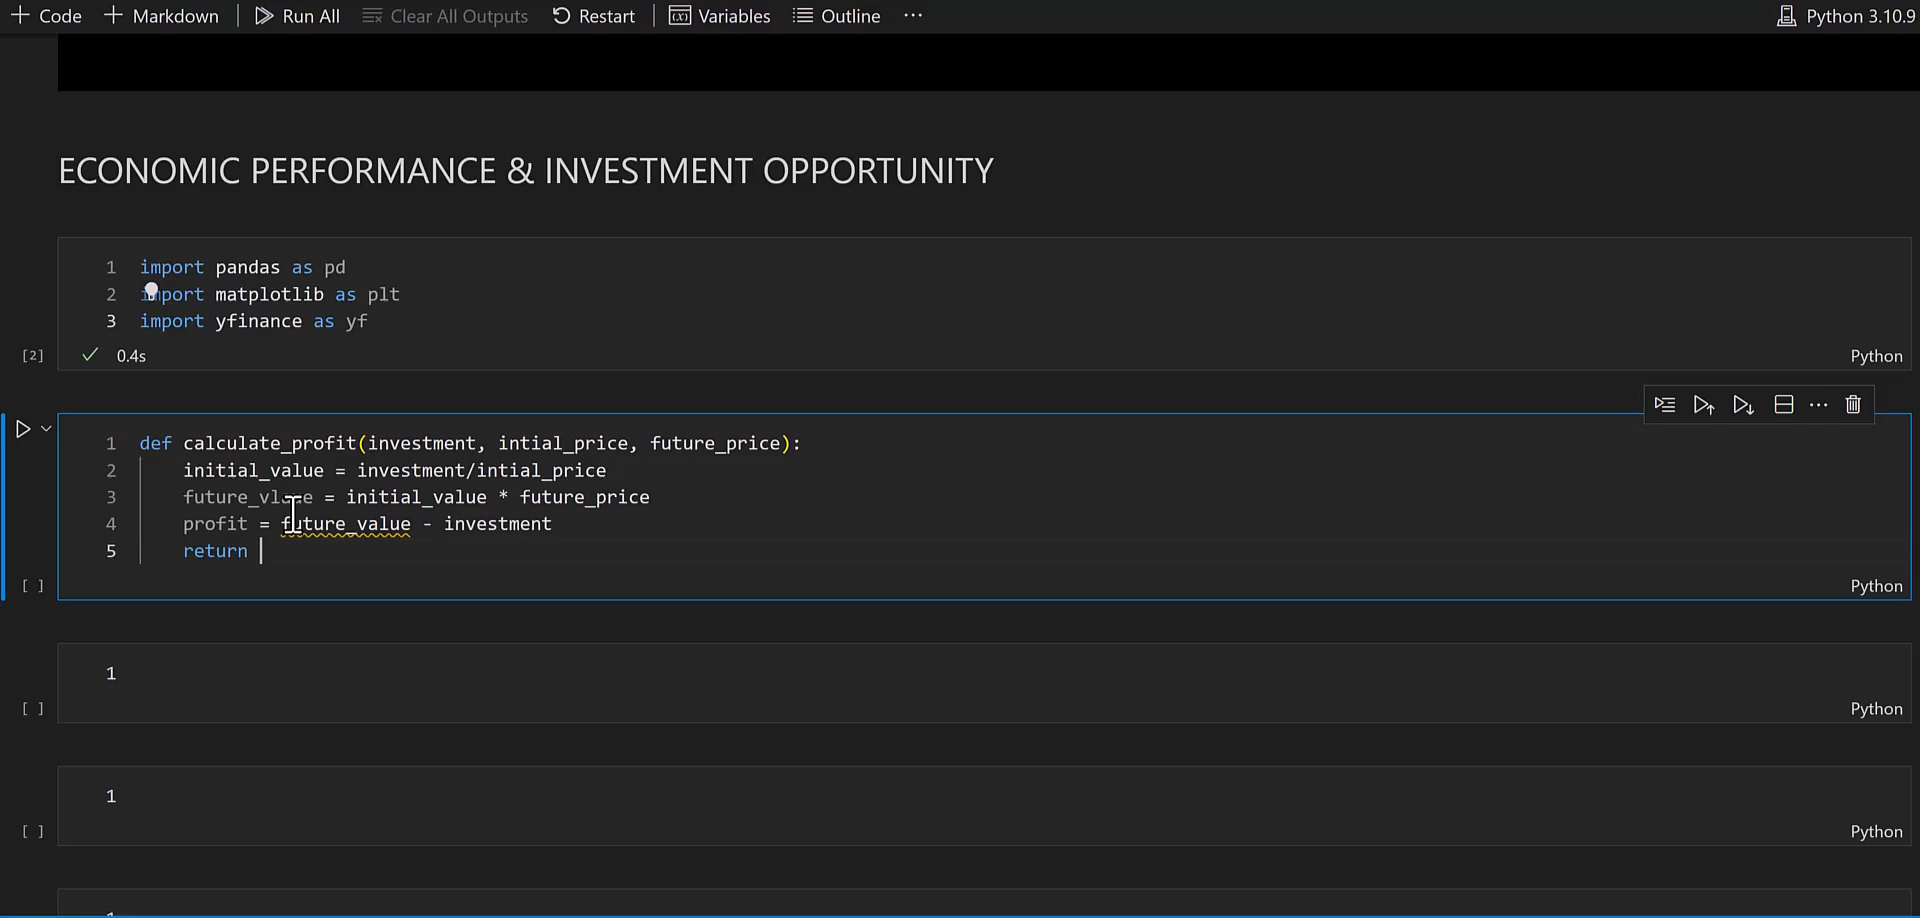 Code Markdown Run All Clear All Outputs Restart Variables Outline ··· Python 3.10.9
ECONOMIC PERFORMANCE & INVESTMENT OPPORTUNITY
1 import pandas as pd
2 import matplotlib as plt
3 import yfinance as yf
[2] 0.4s Python
1 def calculate_profit(investment, intial_price, future_price):
2 initial_value = investment/intial_price
3 future_vlaue = initial_value * future_price
4 profit = future_value - investment
5 return
[ ] Python
1
[ ] Python
1
[ ] Python